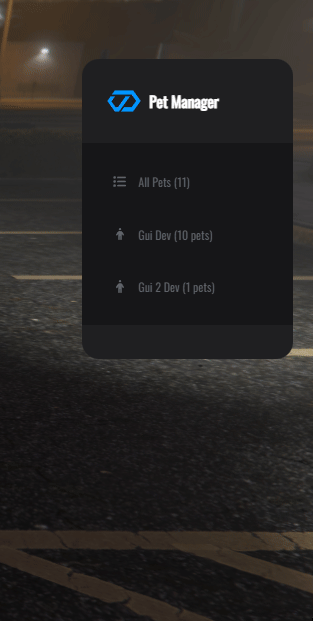 Pet Manager
All Pets (11)
Gui Dev (10 pets)
Gui 2 Dev (1 pets)